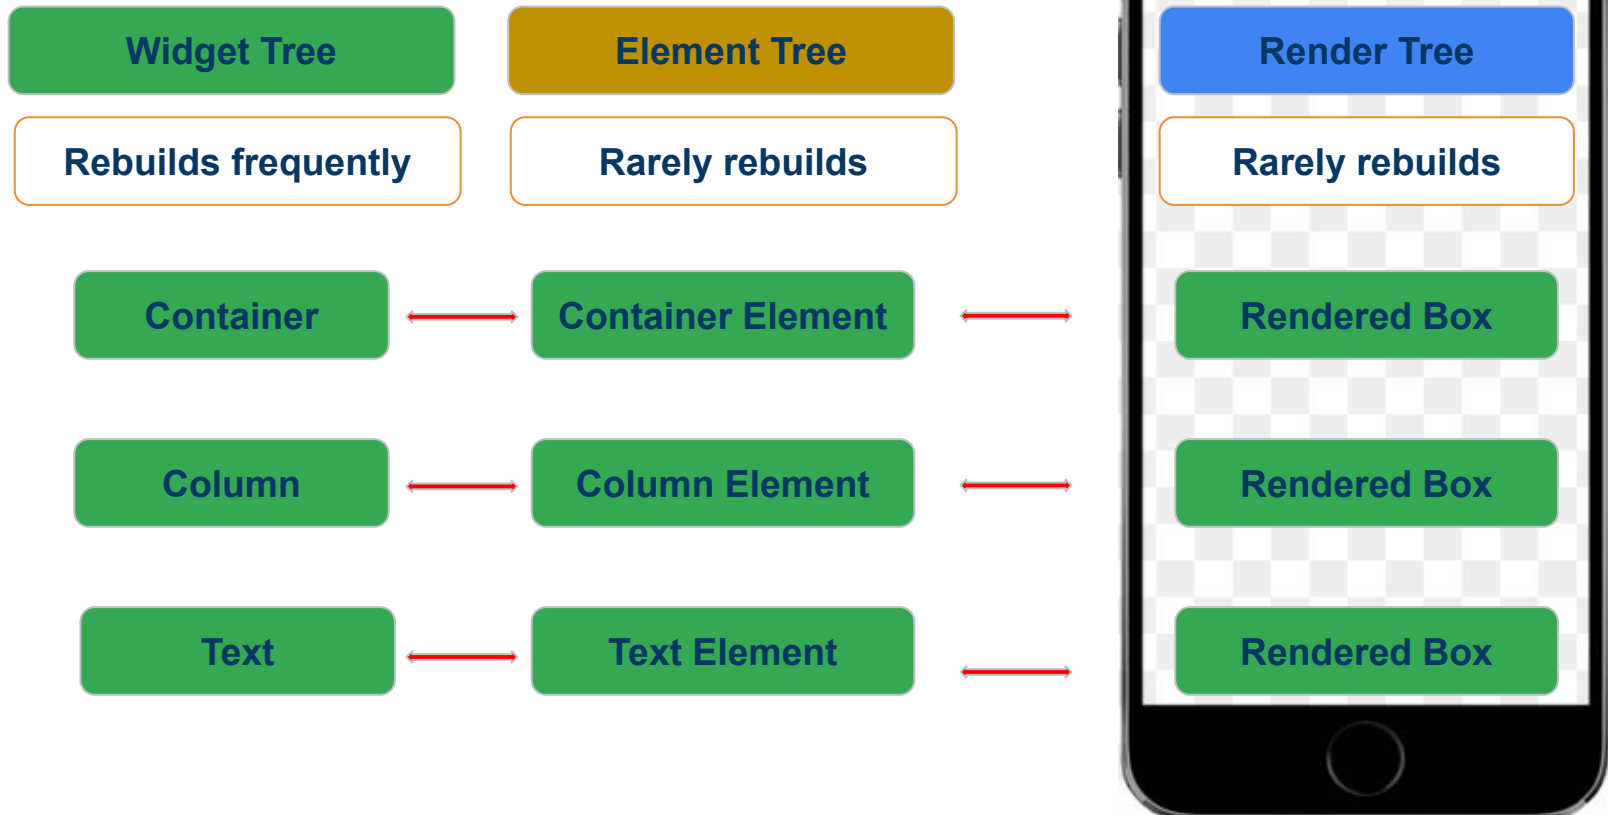 Widget Tree
Element Tree
Render Tree
Rebuilds frequently
Rarely rebuilds
Rarely rebuilds
Container
Container Element
Rendered Box
Column
Column Element
Rendered Box
Text
Text Element
Rendered Box